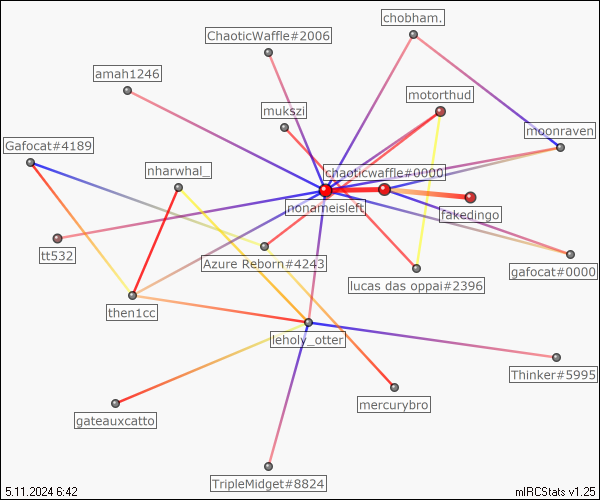 chobham.
ChaoticWaffle#2006
amah1246
motorthud
mukszi
moonraven
Gafocat#4189
nharwhal_
chaoticwaffle#0000
nonameisleft
fakedingo
tt532
Azure Reborn#4243
gafocat#0000
lucas das oppai#2396
then1cc
leholy_otter
Thinker#5995
mercurybro
gateauxcatto
TripleMidget#8824
5.11.2024 6:42
mIRCStats v1.25